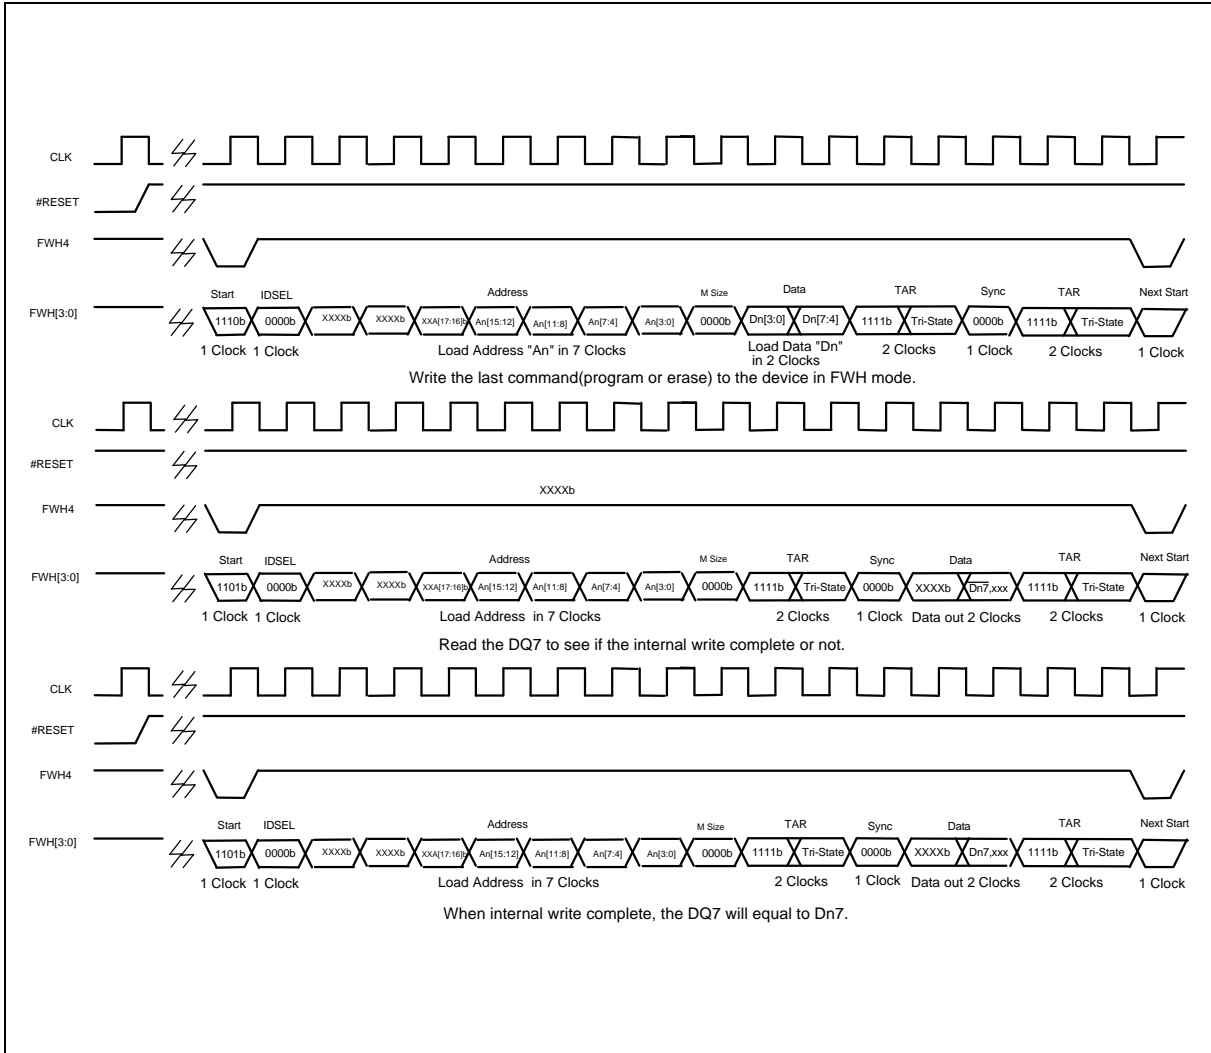 CLK
#RESET
FWH4
Start IDSEL Address M Size Data TAR Sync TAR Next Start
FWH[3:0] 1110b 0000b XXXXb XXXXb XXA[17:16]b An[15:12] An[11:8] An[7:4] An[3:0] 0000b Dn[3:0] Dn[7:4] 1111b Tri-State 0000b 1111b Tri-State
1 Clock 1 Clock Load Address "An" in 7 Clocks Load Data "Dn" 2 Clocks 1 Clock 2 Clocks 1 Clock
in 2 Clocks
Write the last command(program or erase) to the device in FWH mode.
CLK
#RESET
XXXXb
FWH4
Start IDSEL Address M Size TAR Sync Data TAR Next Start
FWH[3:0] 1101b 0000b XXXXb XXXXb XXA[17:16]b An[15:12] An[11:8] An[7:4] An[3:0] 0000b 1111b Tri-State 0000b XXXXb Dn7,xxx 1111b Tri-State
1 Clock 1 Clock Load Address in 7 Clocks 2 Clocks 1 Clock Data out 2 Clocks 2 Clocks 1 Clock
Read the DQ7 to see if the internal write complete or not.
CLK
#RESET
FWH4
Start IDSEL Address M Size TAR Sync Data TAR Next Start
FWH[3:0] 1101b 0000b XXXXb XXXXb XXA[17:16]b An[15:12] An[11:8] An[7:4] An[3:0] 0000b 1111b Tri-State 0000b XXXXb Dn7,xxx 1111b Tri-State
1 Clock 1 Clock Load Address in 7 Clocks 2 Clocks 1 Clock Data out 2 Clocks 2 Clocks 1 Clock
When internal write complete, the DQ7 will equal to Dn7.